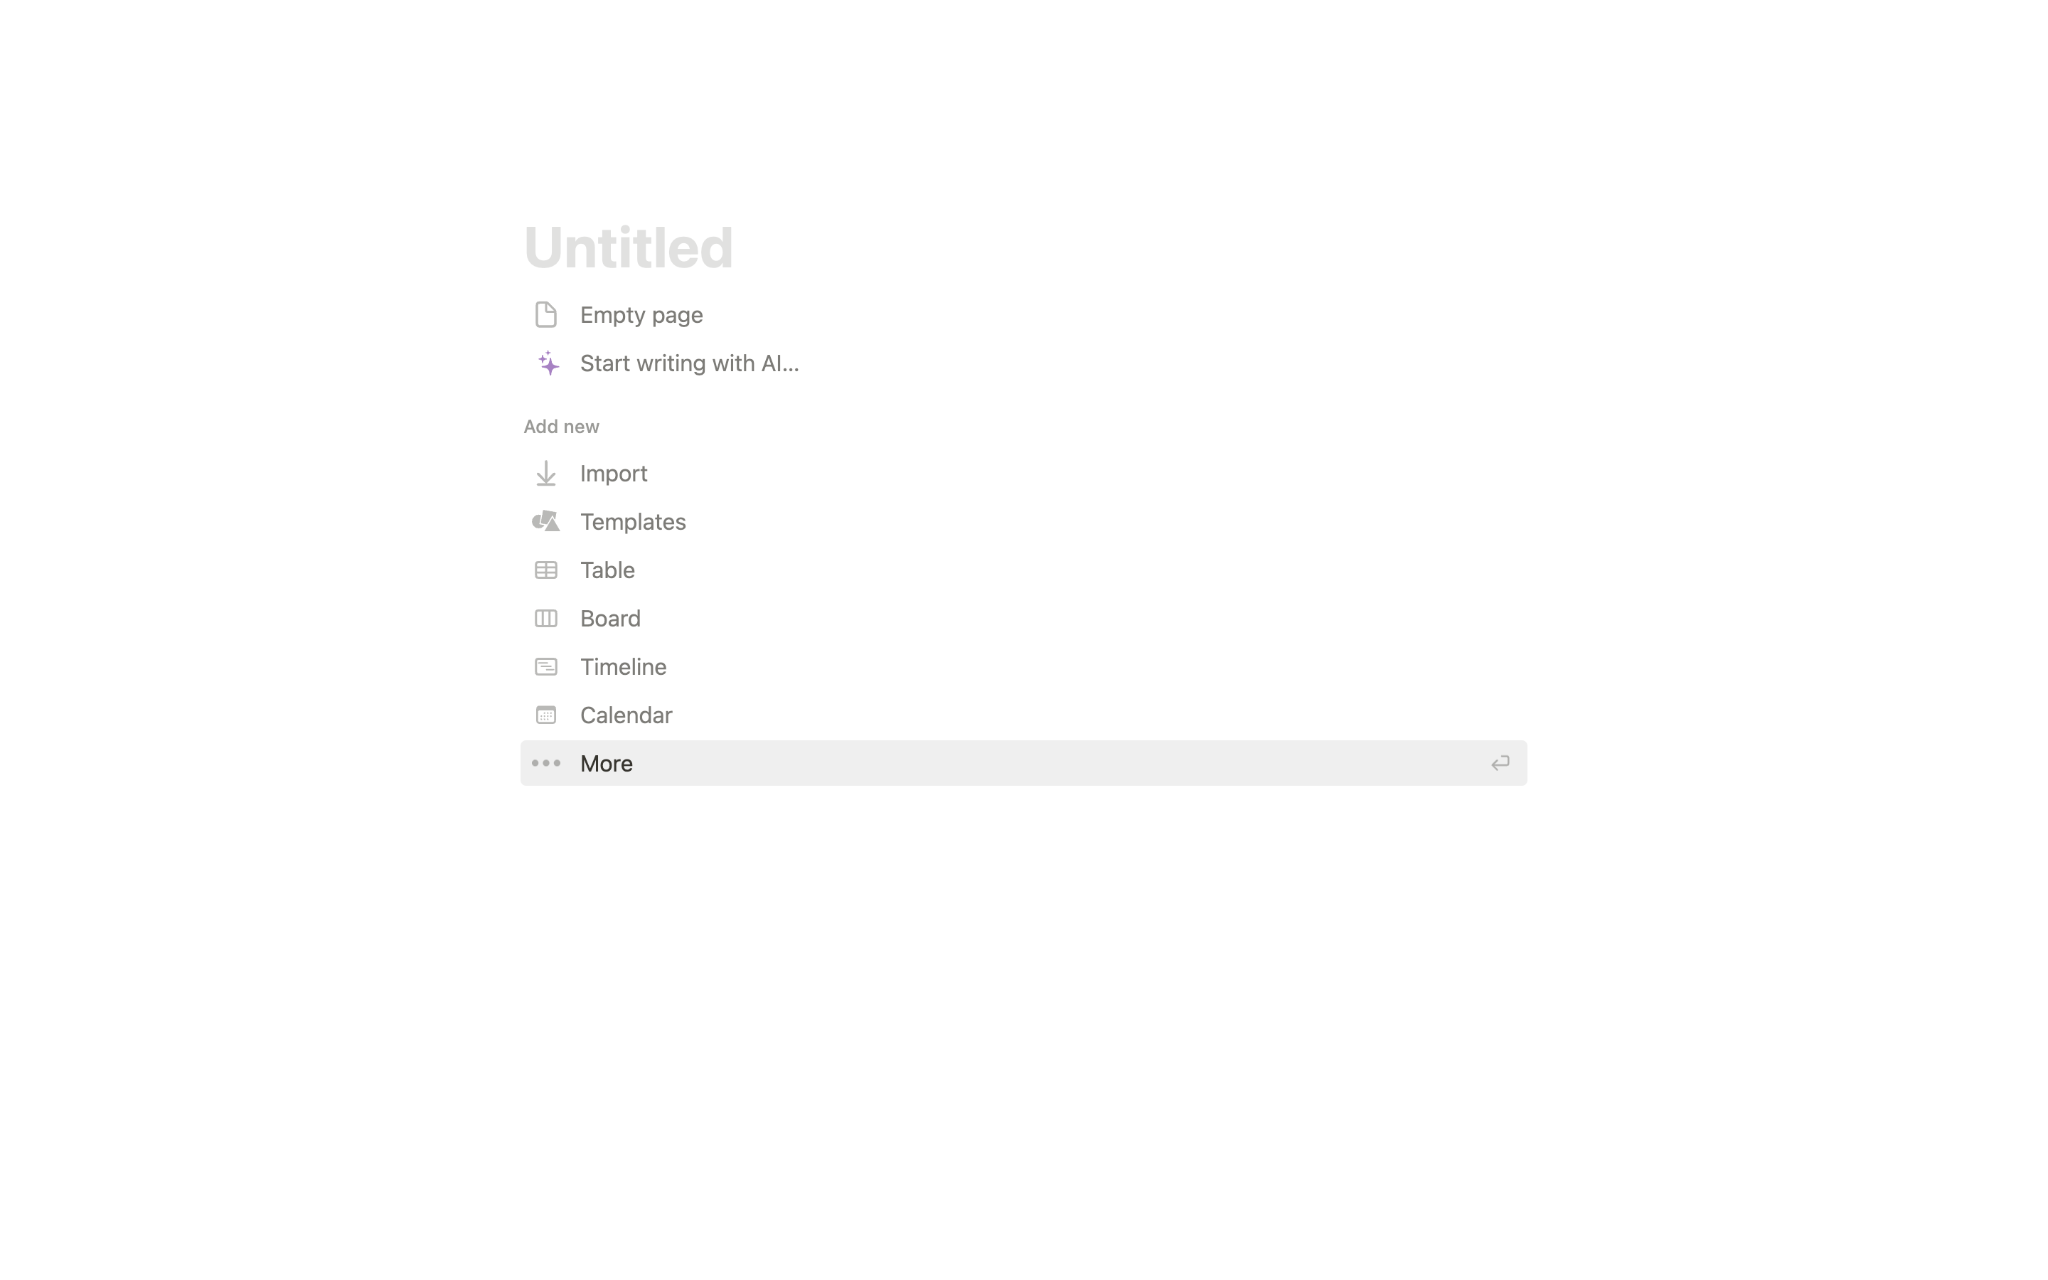 Untitled
Empty page
Start writing with AI...
Add new
Import
Templates
Table
Board
Timeline
Calendar
More